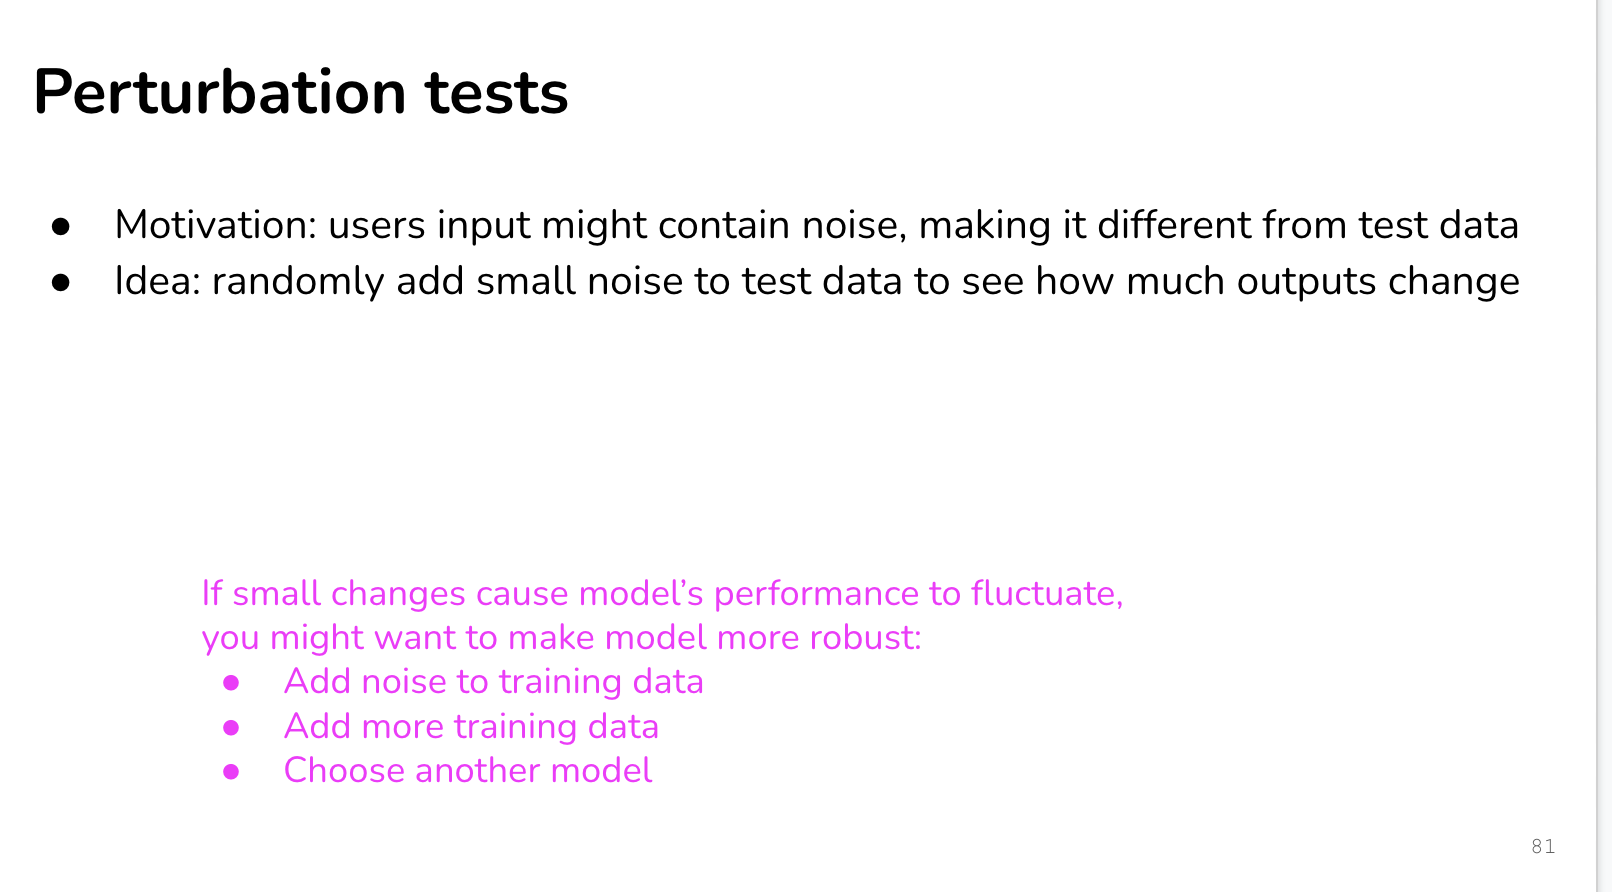 Perturbation tests
● Motivation: users input might contain noise, making it different from test data
● Idea: randomly add small noise to test data to see how much outputs change
If small changes cause model’s performance to fluctuate,
you might want to make model more robust:
● Add noise to training data
● Add more training data
● Choose another model
81